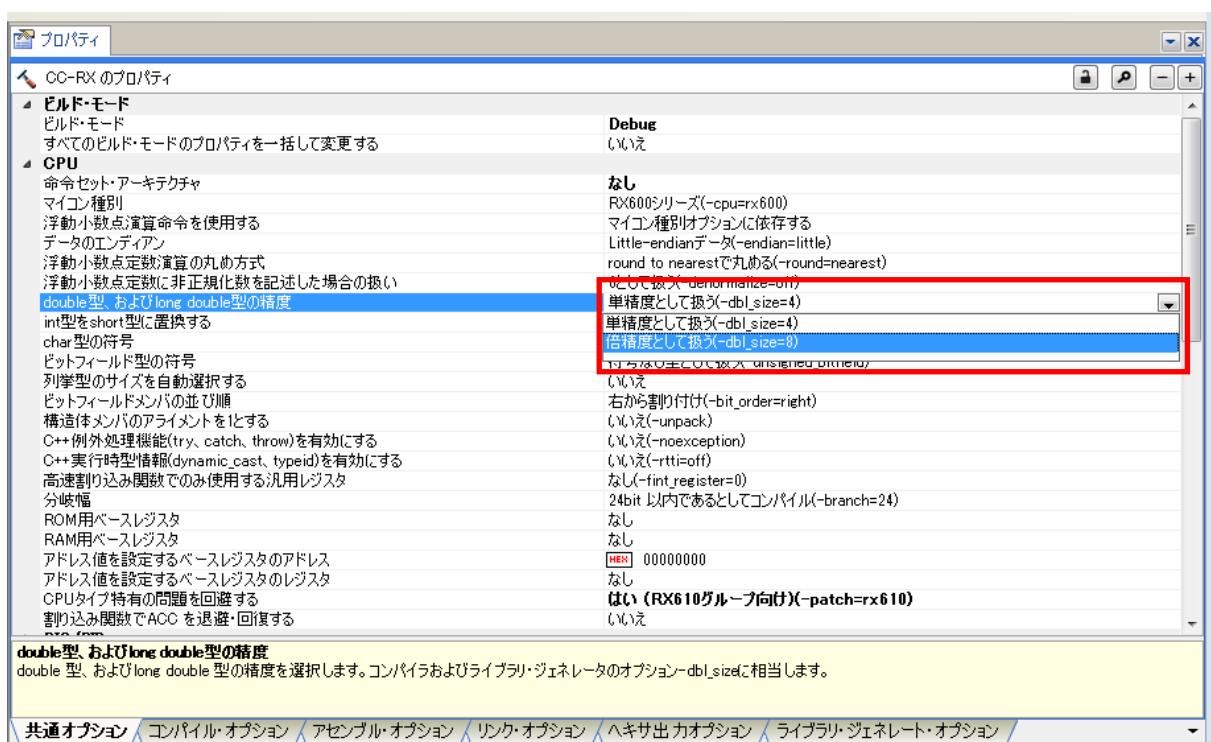 プロパティ
CC-RX のプロパティ
ビルド・モード
ビルド・モード Debug
すべてのビルド・モードのプロパティを一括して変更する いいえ
CPU
命令セット・アーキテクチャ なし
マイコン種別 RX600シリーズ(-cpu=rx600)
浮動小数点演算命令を使用する マイコン種別オプションに依存する
データのエンディアン Little-endianデータ(-endian=little)
浮動小数点定数演算の丸め方式 round to nearestで丸める(-round=nearest)
浮動小数点定数に非正規化数を記述した場合の扱い 0として扱う(-denormalize=off)
double型、およびlong double型の精度 単精度として扱う(-dbl_size=4)
int型をshort型に置換する 単精度として扱う(-dbl_size=4)
char型の符号 倍精度として扱う(-dbl_size=8)
ビットフィールド型の符号 符号なし型として扱う(-unsigned_bitfield)
列挙型のサイズを自動選択する いいえ
ビットフィールドメンバの並び順 右から割り付け(-bit_order=right)
構造体メンバのアライメントを1とする いいえ(-unpack)
C++例外処理機能(try、catch、throw)を有効にする いいえ(-noexception)
C++実行時型情報(dynamic_cast、typeid)を有効にする いいえ(-rtti=off)
高速割り込み関数でのみ使用する汎用レジスタ なし(-fint_register=0)
分岐幅 24bit 以内であるとしてコンパイル(-branch=24)
ROM用ベースレジスタ なし
RAM用ベースレジスタ なし
アドレス値を設定するベースレジスタのアドレス HEX 00000000
アドレス値を設定するベースレジスタのレジスタ なし
CPUタイプ特有の問題を回避する はい (RX610グループ向け)(-patch=rx610)
割り込み関数でACC を退避・回復する いいえ
double型、およびlong double型の精度
double 型、およびlong double 型の精度を選択します。コンパイラおよびライブラリ・ジェネレータのオプション-dbl_sizeに相当します。
共通オプション コンパイル・オプション アセンブル・オプション リンク・オプション ヘキサ出力オプション ライブラリ・ジェネレート・オプション